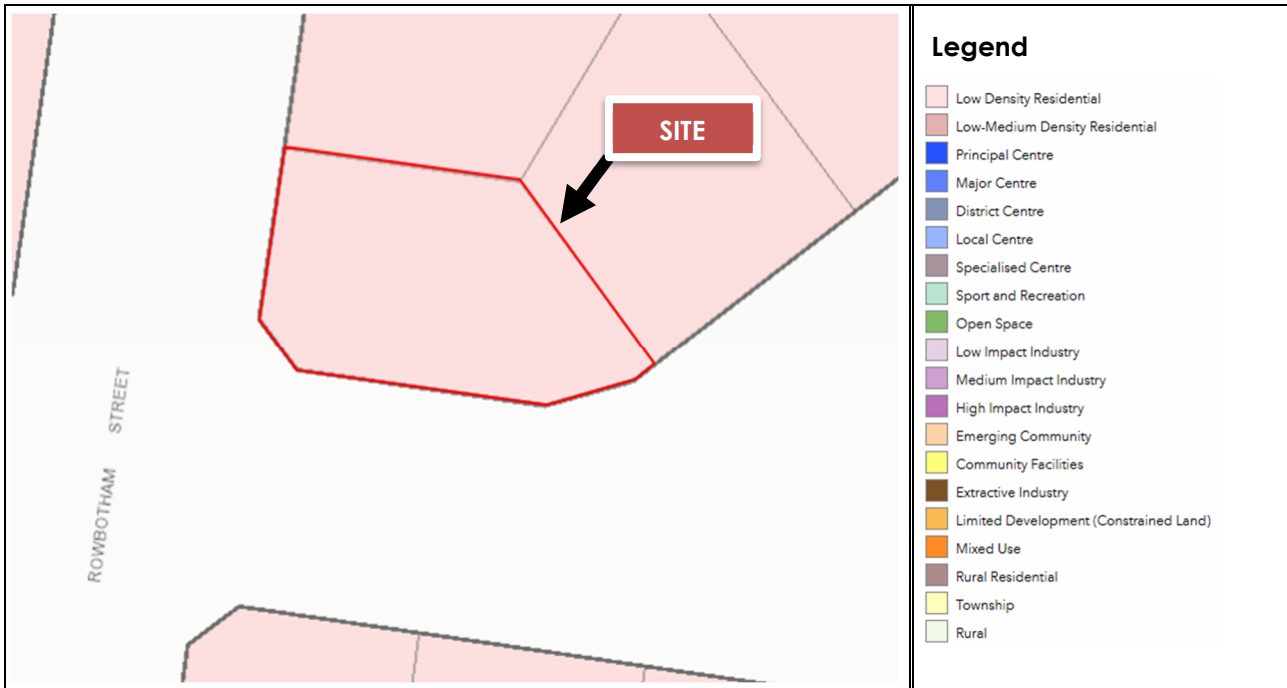 SITE
ROWBOTHAM STREET
Legend
Low Density Residential
Low-Medium Density Residential
Principal Centre
Major Centre
District Centre
Local Centre
Specialised Centre
Sport and Recreation
Open Space
Low Impact Industry
Medium Impact Industry
High Impact Industry
Emerging Community
Community Facilities
Extractive Industry
Limited Development (Constrained Land)
Mixed Use
Rural Residential
Township
Rural